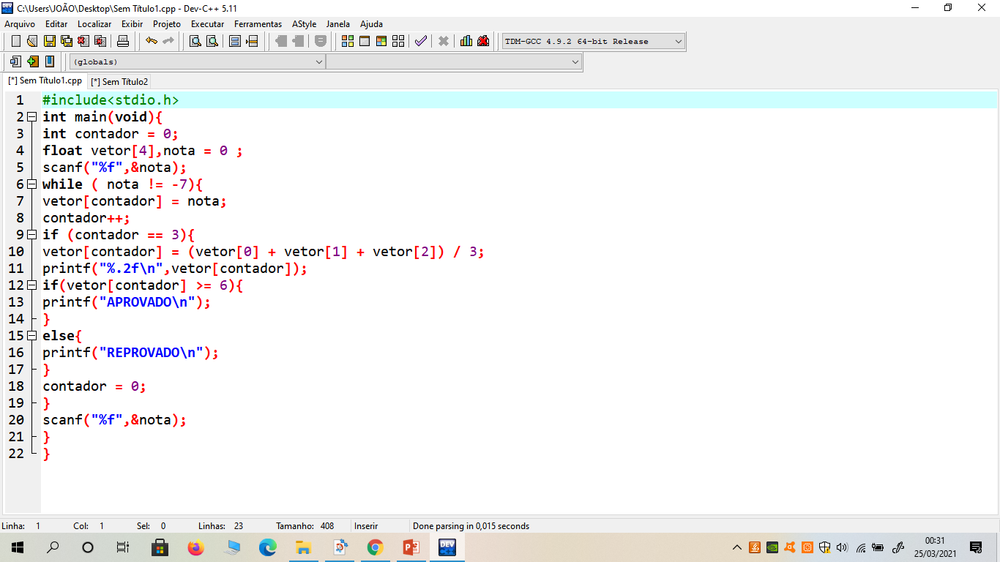 C:\Users\JOÃO\Desktop\Sem Título1.cpp - Dev-C++ 5.11
Arquivo Editar Localizar Exibir Projeto Executar Ferramentas AStyle Janela Ajuda
TDM-GCC 4.9.2 64-bit Release
(globals)
[*] Sem Título1.cpp [*] Sem Título2
1 #include<stdio.h>
2 int main(void){
3 int contador = 0;
4 float vetor[4],nota = 0 ;
5 scanf("%f",&nota);
6 while ( nota != -7){
7 vetor[contador] = nota;
8 contador++;
9 if (contador == 3){
10 vetor[contador] = (vetor[0] + vetor[1] + vetor[2]) / 3;
11 printf("%.2f\n",vetor[contador]);
12 if(vetor[contador] >= 6){
13 printf("APROVADO\n");
14 }
15 else{
16 printf("REPROVADO\n");
17 }
18 contador = 0;
19 }
20 scanf("%f",&nota);
21 }
22 }
Linha: 1 Col: 1 Sel: 0 Linhas: 23 Tamanho: 408 Inserir Done parsing in 0,015 seconds
DEV
00:31
25/03/2021